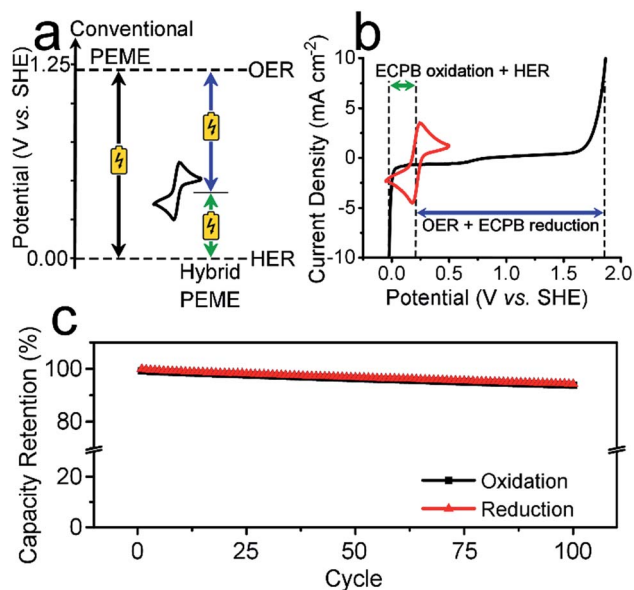 a
Conventional
PEME
1.25
OER
Potential (V vs. SHE)
0.00
HER
Hybrid
PEME
b
10
ECPB oxidation + HER
5
0
-5
OER + ECPB reduction
-10
Current Density (mA cm-2)
0.0 0.5 1.0 1.5 2.0
Potential (V vs. SHE)
c
Capacity Retention (%)
100
80
20
0
Oxidation
Reduction
0 25 50 75 100
Cycle